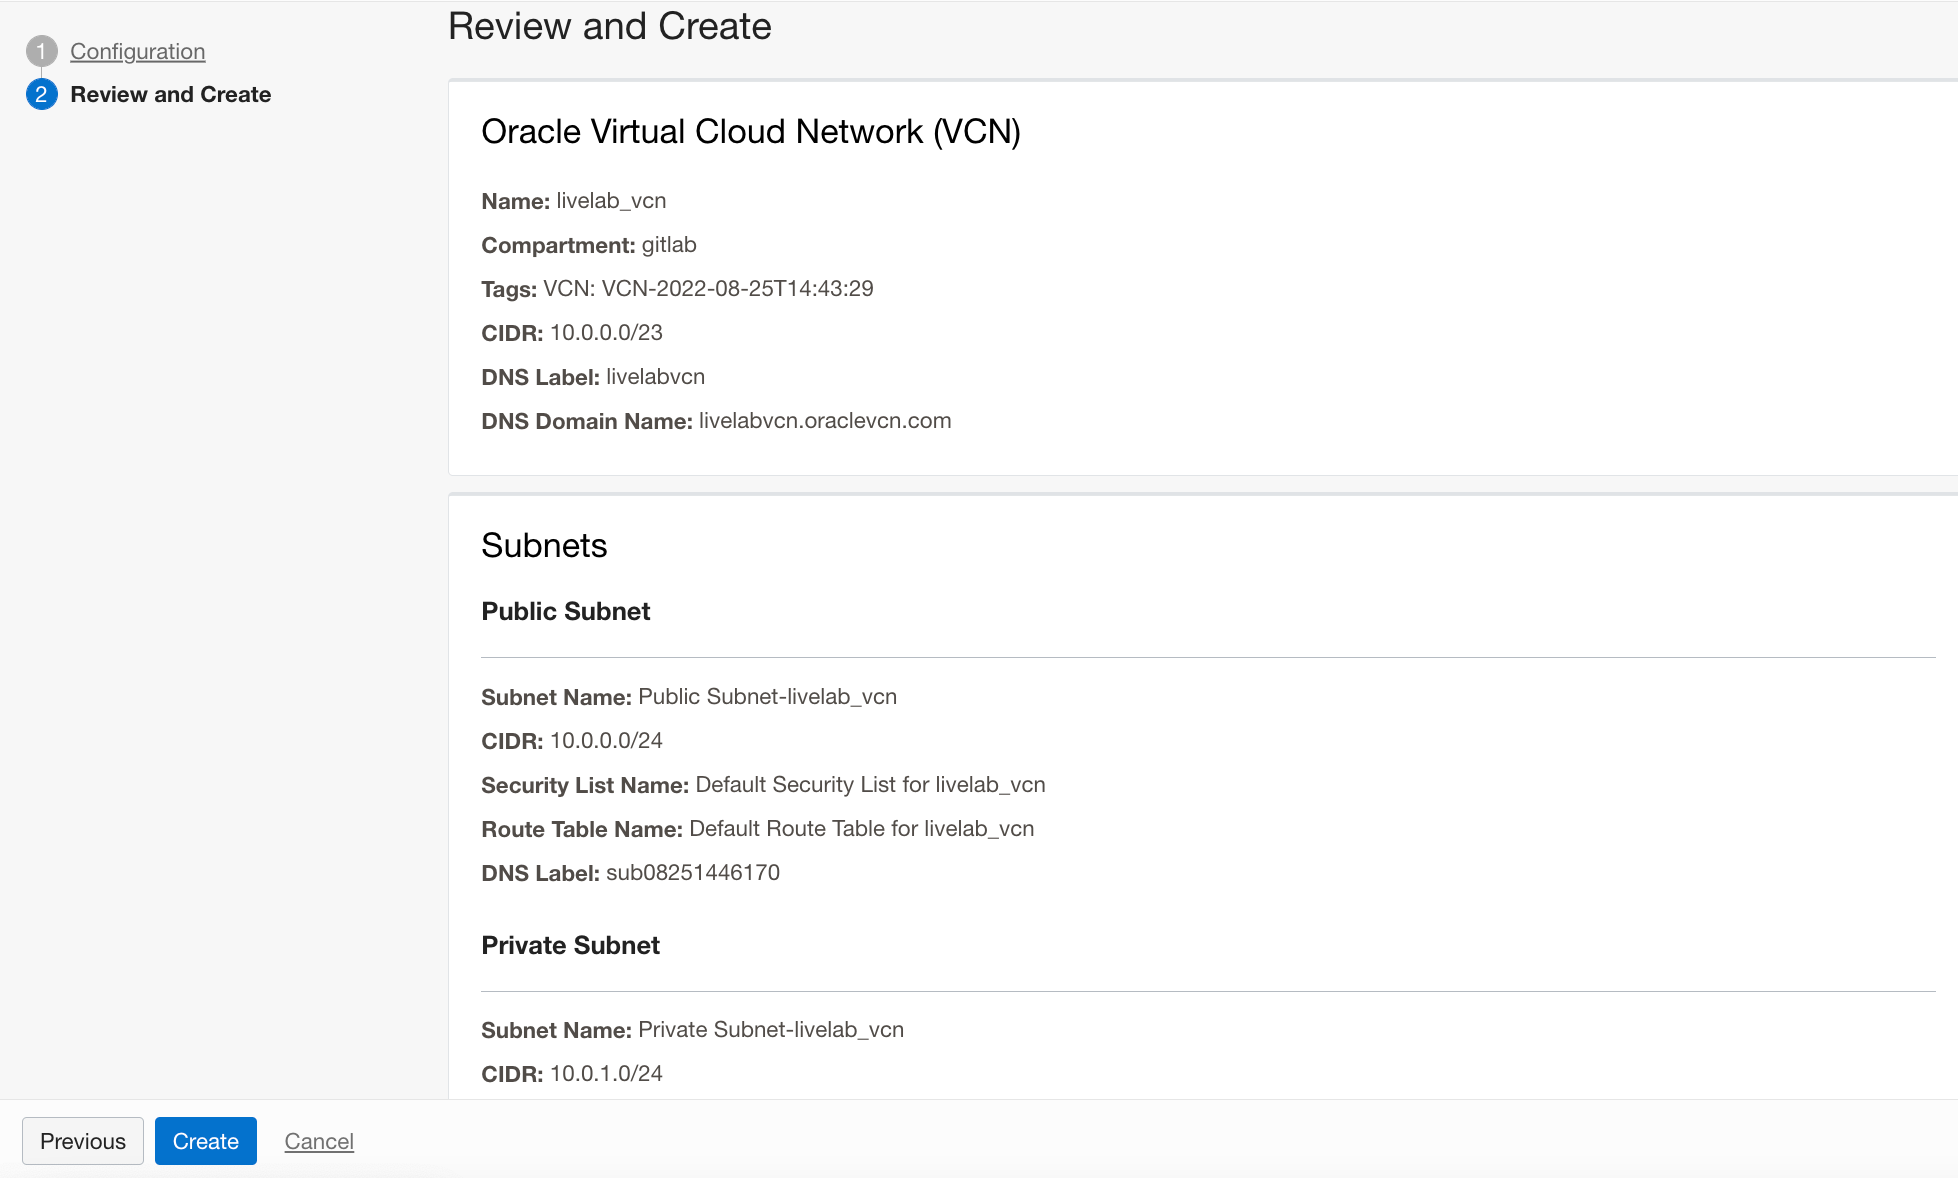 Review and Create
1 Configuration
2 Review and Create
Oracle Virtual Cloud Network (VCN)
Name: livelab_vcn
Compartment: gitlab
Tags: VCN: VCN-2022-08-25T14:43:29
CIDR: 10.0.0.0/23
DNS Label: livelabvcn
DNS Domain Name: livelabvcn.oraclevcn.com
Subnets
Public Subnet
Subnet Name: Public Subnet-livelab_vcn
CIDR: 10.0.0.0/24
Security List Name: Default Security List for livelab_vcn
Route Table Name: Default Route Table for livelab_vcn
DNS Label: sub08251446170
Private Subnet
Subnet Name: Private Subnet-livelab_vcn
CIDR: 10.0.1.0/24
Previous Create Cancel